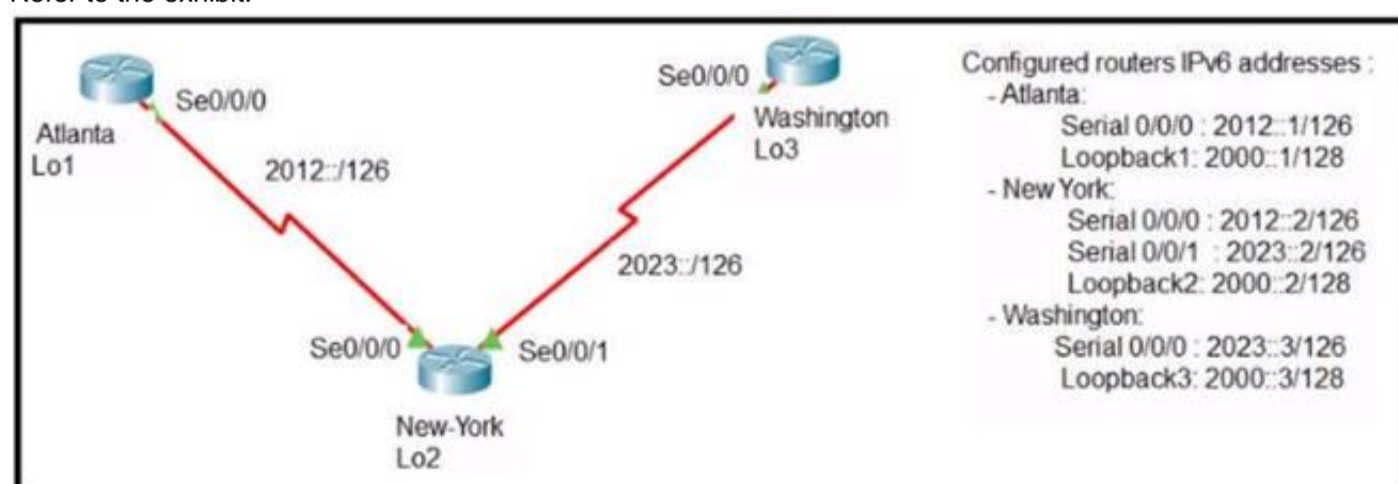 Refer to the exhibit.
Se0/0/0
Atlanta
Lo1
2012::/126
Se0/0/0
Washington
Lo3
2023::/126
Se0/0/0
Se0/0/1
New-York
Lo2
Configured routers IPv6 addresses :
- Atlanta:
Serial 0/0/0 : 2012::1/126
Loopback1: 2000::1/128
- New York:
Serial 0/0/0 : 2012::2/126
Serial 0/0/1 : 2023::2/126
Loopback2: 2000::2/128
- Washington:
Serial 0/0/0 : 2023::3/126
Loopback3: 2000::3/128